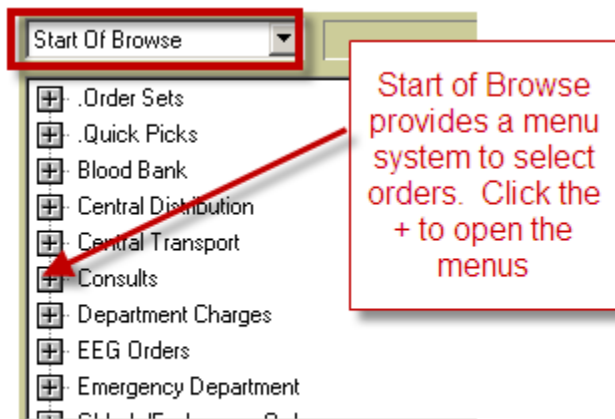 Start Of Browse
.Order Sets
.Quick Picks
Blood Bank
Central Distribution
Central Transport
Consults
Department Charges
EEG Orders
Emergency Department
Start of Browse
provides a menu
system to select
orders. Click the
+ to open the
menus